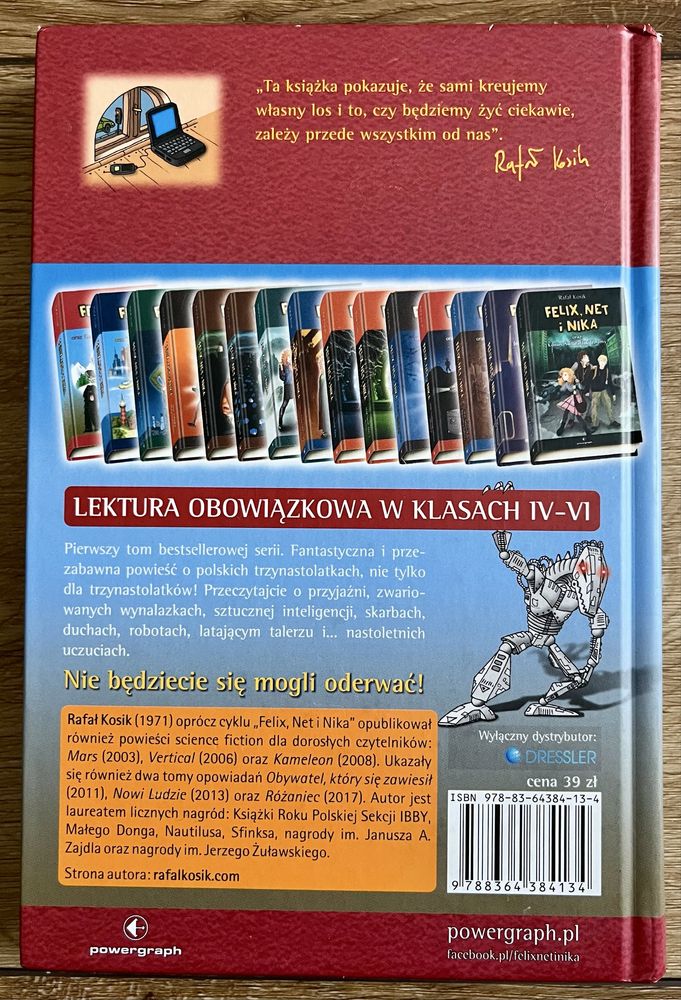 „Ta książka pokazuje, że sami kreujemy
własny los i to, czy będziemy żyć ciekawie,
zależy przede wszystkim od nas”.
Rafał Kosik
Rafał Kosik
FELIX, NET
i NIKA
LEKTURA OBOWIĄZKOWA W KLASACH IV–VI
Pierwszy tom bestsellerowej serii. Fantastyczna i prze-
zabawna powieść o polskich trzynastolatkach, nie tylko
dla trzynastolatków! Przeczytajcie o przyjaźni, zwario-
wanych wynalazkach, sztucznej inteligencji, skarbach,
duchach, robotach, latającym talerzu i... nastoletnich
uczuciach.
Nie będziecie się mogli oderwać!
Rafał Kosik (1971) oprócz cyklu „Felix, Net i Nika” opublikował
również powieści science fiction dla dorosłych czytelników:
Mars (2003), Vertical (2006) oraz Kameleon (2008). Ukazały
się również dwa tomy opowiadań Obywatel, który się zawiesił
(2011), Nowi Ludzie (2013) oraz Różaniec (2017). Autor jest
laureatem licznych nagród: Książki Roku Polskiej Sekcji IBBY,
Małego Donga, Nautilusa, Sfinksa, nagrody im. Janusza A.
Zajdla oraz nagrody im. Jerzego Żuławskiego.
Strona autora: rafalkosik.com
Wyłączny dystrybutor:
DRESSLER
cena 39 zł
ISBN 978-83-64384-13-4
9 788364 384134
powergraph
powergraph.pl
facebook.pl/felixnetinika